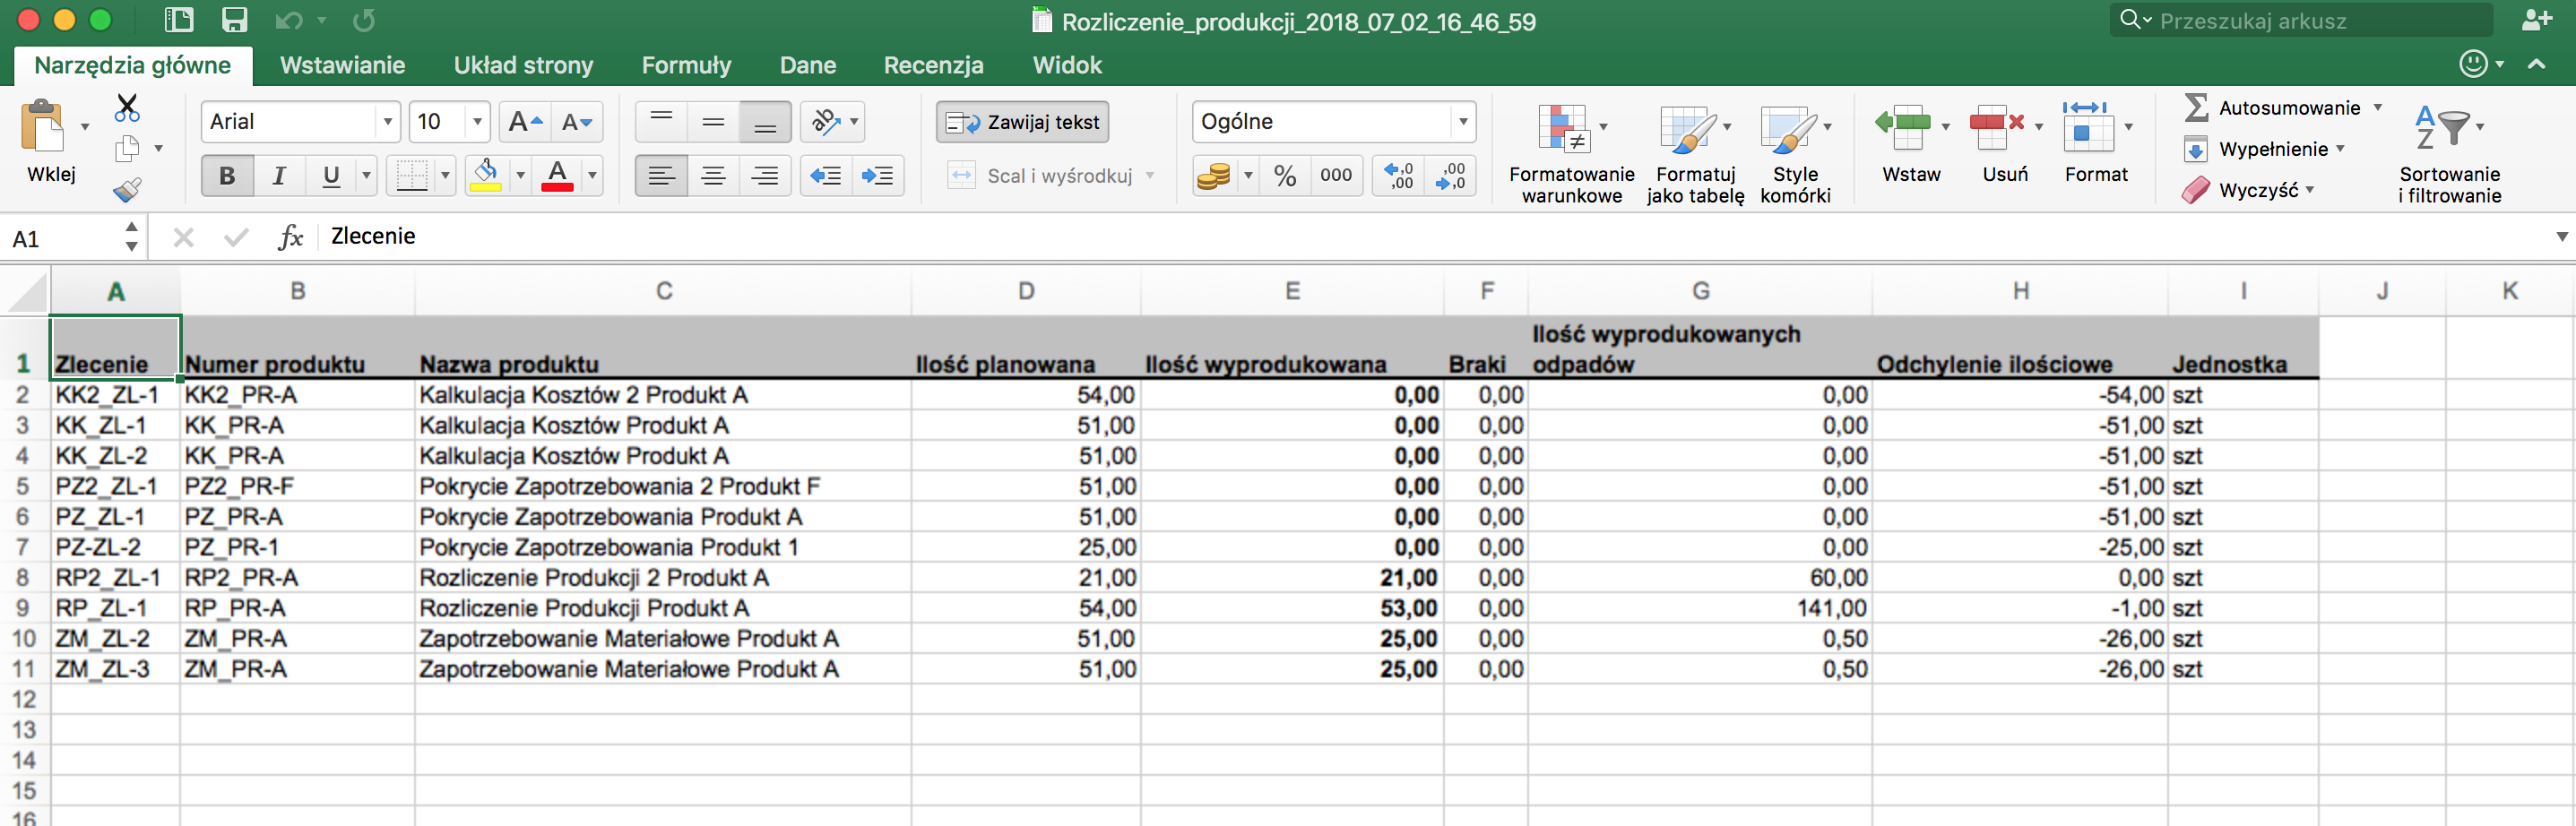 Rozliczenie_produkcji_2018_07_02_16_46_59
Przeszukaj arkusz
Narzędzia główne Wstawianie Układ strony Formuły Dane Recenzja Widok
Wklej
Arial 10 A A
B I U A
ab
Zawijaj tekst
Scal i wyśrodkuj
Ogólne
% 000 ,0 ,00 ,00 ,0
Formatowanie warunkowe
Formatuj jako tabelę
Style komórki
Wstaw
Usuń
Format
Autosumowanie
Wypełnienie
Wyczyść
A Z
Sortowanie i filtrowanie
A1 fx Zlecenie
A B C D E F G H I J K
1 Zlecenie Numer produktu Nazwa produktu Ilość planowana Ilość wyprodukowana Braki Ilość wyprodukowanych odpadów Odchylenie ilościowe Jednostka
2 KK2_ZL-1 KK2_PR-A Kalkulacja Kosztów 2 Produkt A 54,00 0,00 0,00 0,00 -54,00 szt
3 KK_ZL-1 KK_PR-A Kalkulacja Kosztów Produkt A 51,00 0,00 0,00 0,00 -51,00 szt
4 KK_ZL-2 KK_PR-A Kalkulacja Kosztów Produkt A 51,00 0,00 0,00 0,00 -51,00 szt
5 PZ2_ZL-1 PZ2_PR-F Pokrycie Zapotrzebowania 2 Produkt F 51,00 0,00 0,00 0,00 -51,00 szt
6 PZ_ZL-1 PZ_PR-A Pokrycie Zapotrzebowania Produkt A 51,00 0,00 0,00 0,00 -51,00 szt
7 PZ-ZL-2 PZ_PR-1 Pokrycie Zapotrzebowania Produkt 1 25,00 0,00 0,00 0,00 -25,00 szt
8 RP2_ZL-1 RP2_PR-A Rozliczenie Produkcji 2 Produkt A 21,00 21,00 0,00 60,00 0,00 szt
9 RP_ZL-1 RP_PR-A Rozliczenie Produkcji Produkt A 54,00 53,00 0,00 141,00 -1,00 szt
10 ZM_ZL-2 ZM_PR-A Zapotrzebowanie Materiałowe Produkt A 51,00 25,00 0,00 0,50 -26,00 szt
11 ZM_ZL-3 ZM_PR-A Zapotrzebowanie Materiałowe Produkt A 51,00 25,00 0,00 0,50 -26,00 szt
12
13
14
15
16